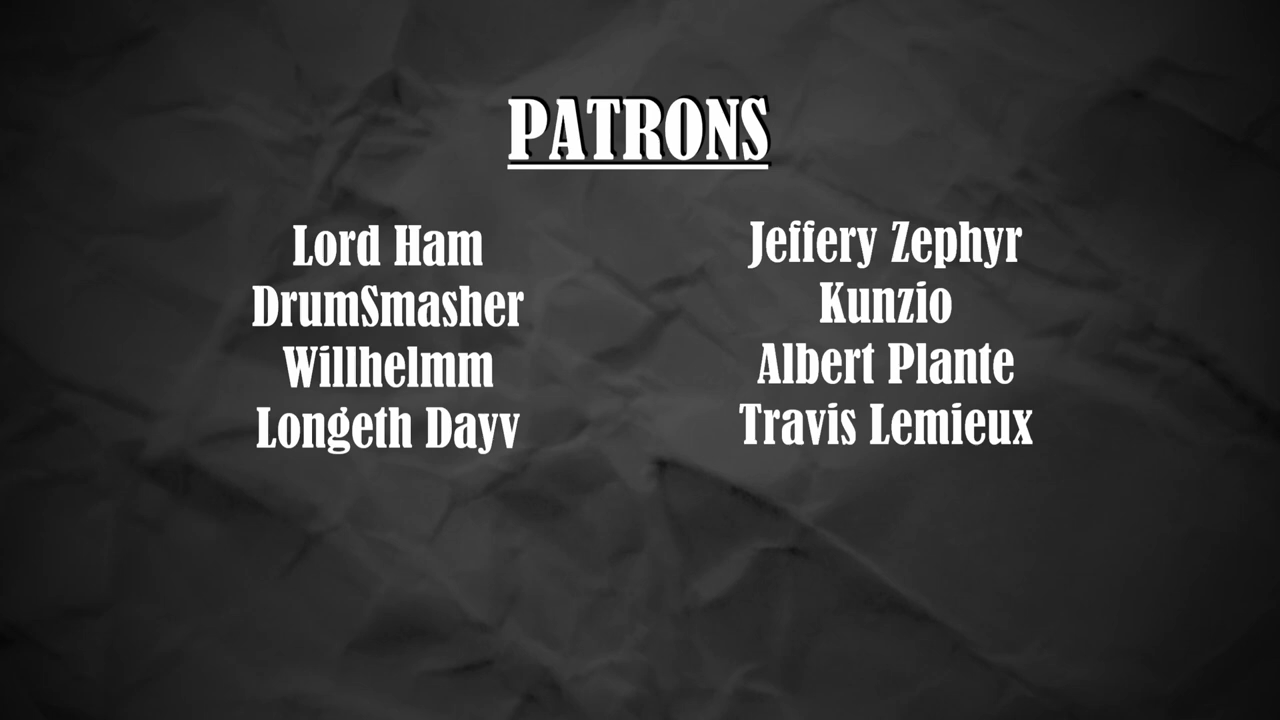 PATRONS
Lord Ham
DrumSmasher
Willhelmm
Longeth Dayv
Jeffery Zephyr
Kunzio
Albert Plante
Travis Lemieux